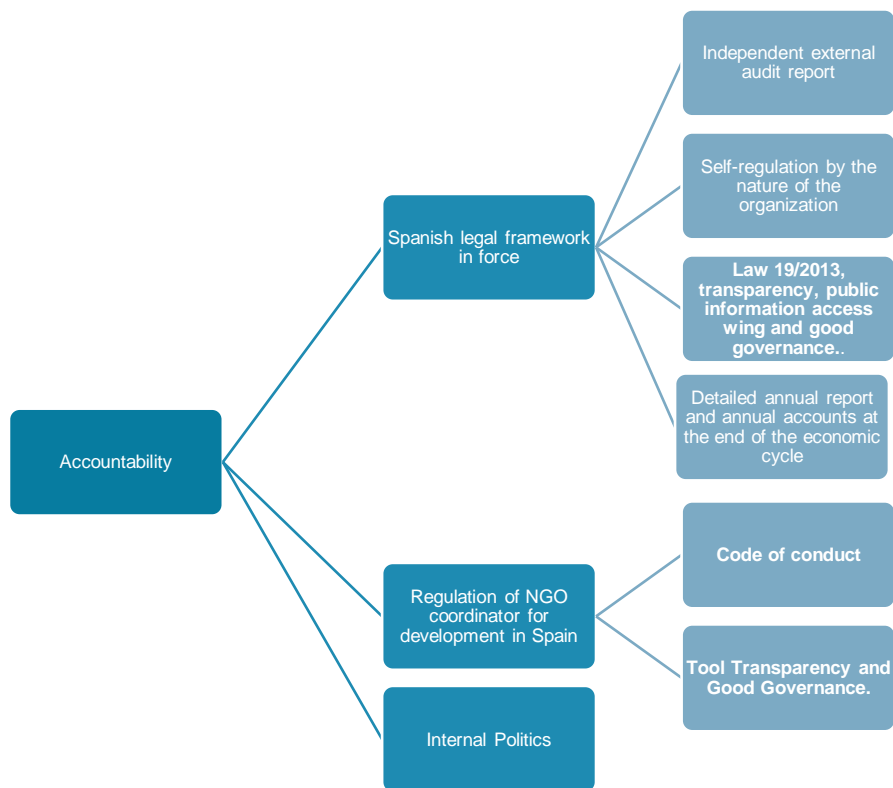 Independent external
audit report
Self-regulation by the
nature of the
organization
Spanish legal framework
in force
Law 19/2013,
transparency, public
information access
wing and good
governance..
Detailed annual report
and annual accounts at
the end of the economic
cycle
Accountability
Code of conduct
Regulation of NGO
coordinator for
development in Spain
Tool Transparency and
Good Governance.
Internal Politics